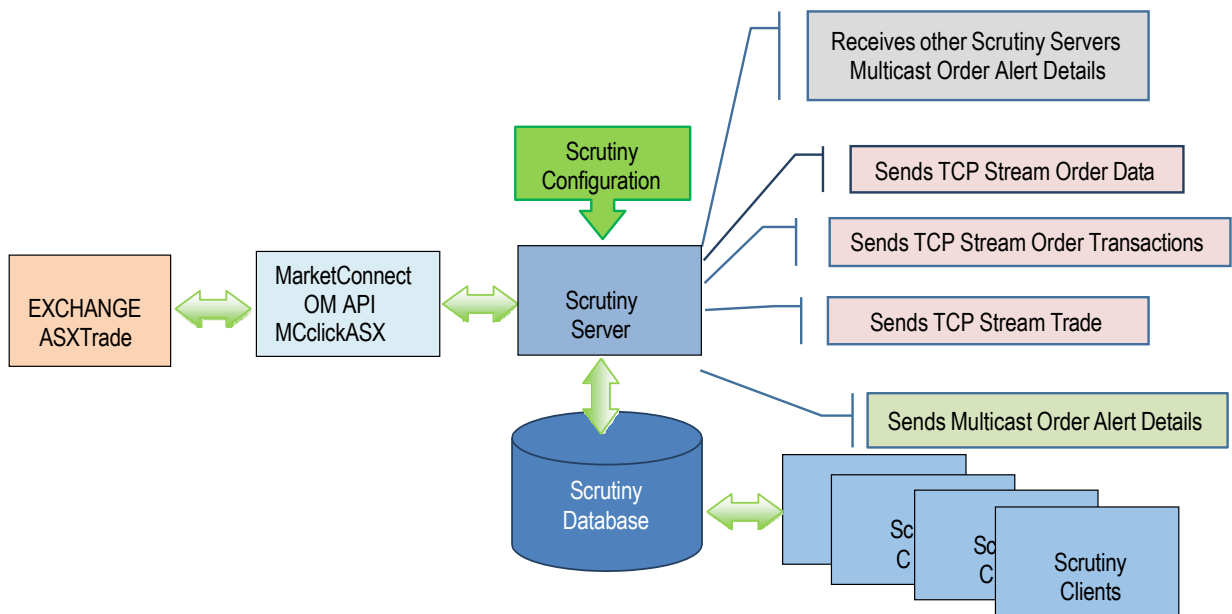 Receives other Scrutiny Servers
Multicast Order Alert Details
Scrutiny
Configuration
Sends TCP Stream Order Data
Sends TCP Stream Order Transactions
EXCHANGE
ASXTrade
MarketConnect
OM API
MCclickASX
Scrutiny
Server
Sends TCP Stream Trade
Sends Multicast Order Alert Details
Scrutiny
Database
Sc
C
Sc
C
Scrutiny
Clients